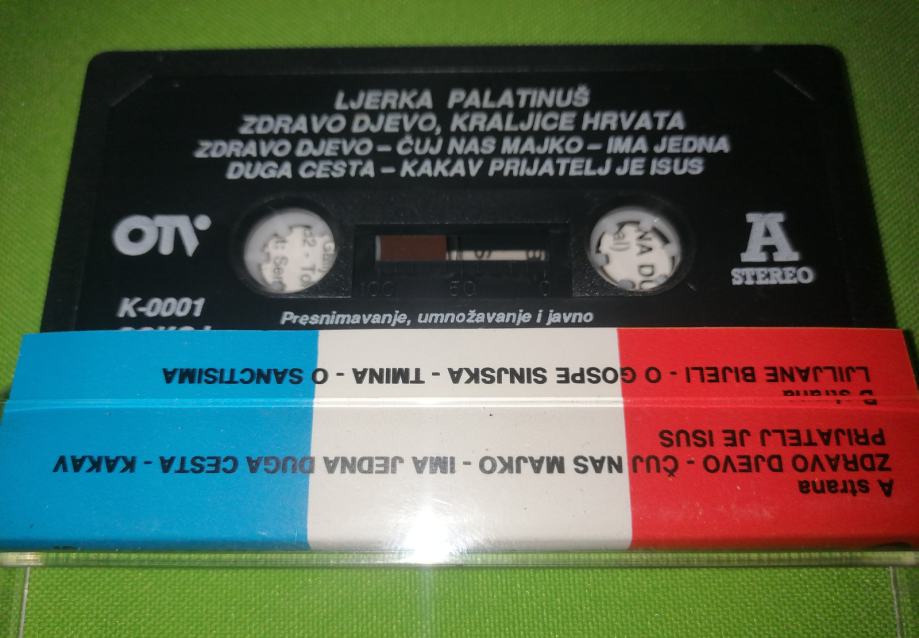 LJERKA PALATINUŠ
ZDRAVO DJEVO, KRALJICE HRVATA
ZDRAVO DJEVO – ČUJ NAS MAJKO – IMA JEDNA
DUGA CESTA – KAKAV PRIJATELJ JE ISUS
OTV
A
STEREO
100 50 0
K-0001
Presnimavanje, umnožavanje i javno
A strana
ZDRAVO DJEVO - ČUJ NAS MAJKO - IMA JEDNA DUGA CESTA - KAKAV
PRIJATELJ JE ISUS
B strana
LJILJANE BIJELI - O GOSPE SINJSKA - TMINA - O SANCTISIMA